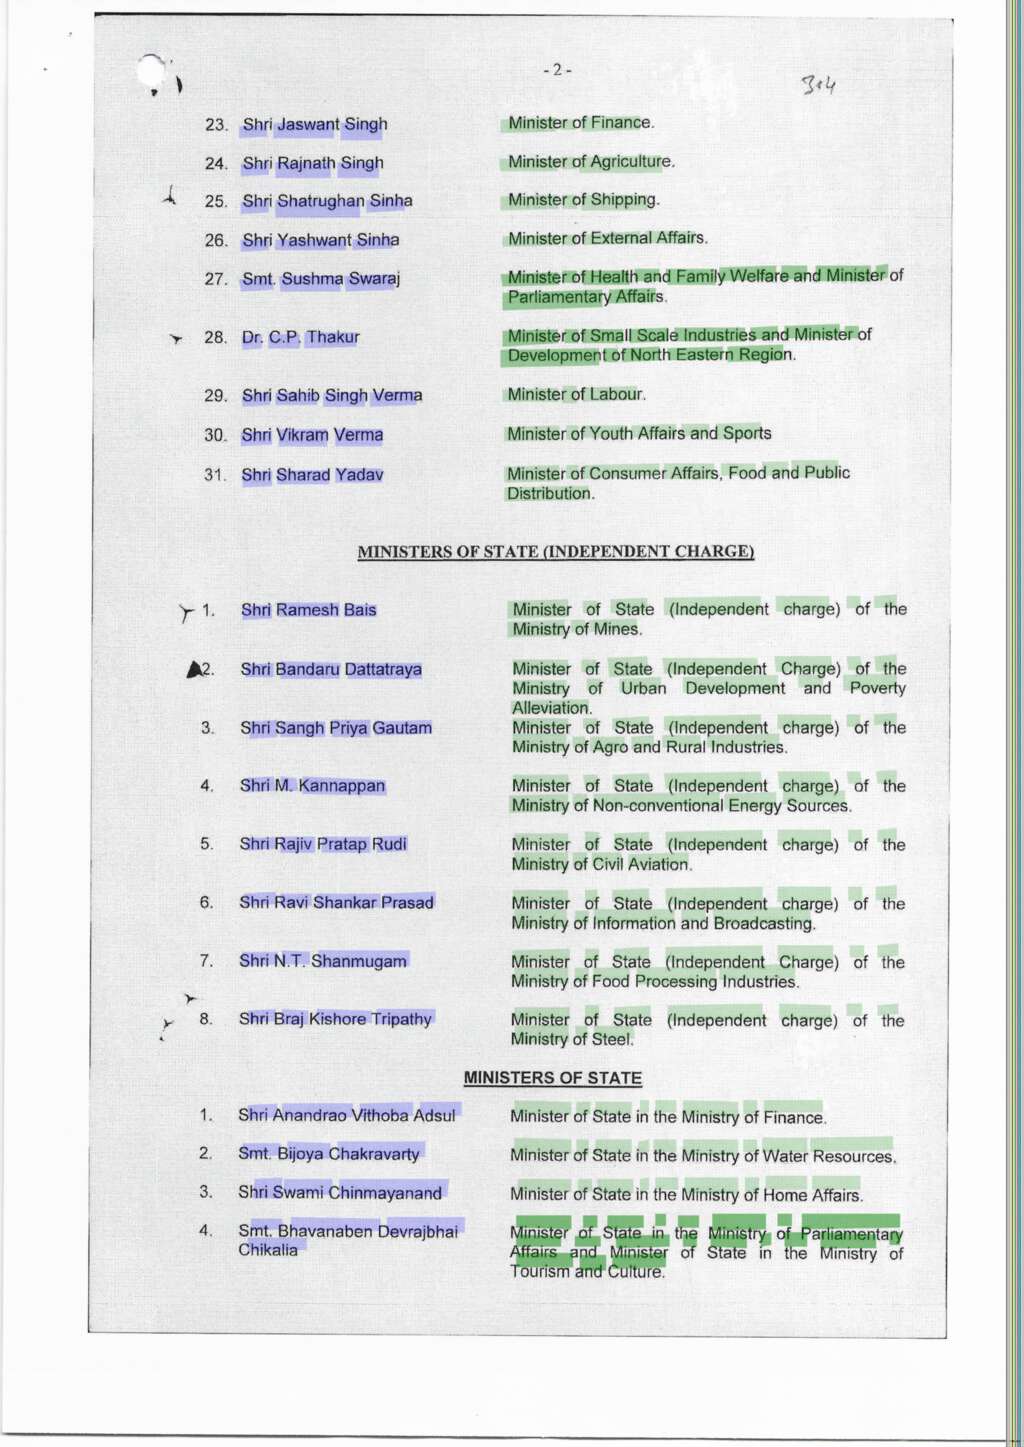 - 2 -
304
23. Shri Jaswant Singh Minister of Finance.
24. Shri Rajnath Singh Minister of Agriculture.
25. Shri Shatrughan Sinha Minister of Shipping.
26. Shri Yashwant Sinha Minister of External Affairs.
27. Smt. Sushma Swaraj Minister of Health and Family Welfare and Minister of
Parliamentary Affairs.
28. Dr. C.P. Thakur Minister of Small Scale Industries and Minister of
Development of North Eastern Region.
29. Shri Sahib Singh Verma Minister of Labour.
30. Shri Vikram Verma Minister of Youth Affairs and Sports
31. Shri Sharad Yadav Minister of Consumer Affairs, Food and Public
Distribution.
MINISTERS OF STATE (INDEPENDENT CHARGE)
1. Shri Ramesh Bais Minister of State (Independent charge) of the
Ministry of Mines.
2. Shri Bandaru Dattatraya Minister of State (Independent Charge) of the
Ministry of Urban Development and Poverty
Alleviation.
3. Shri Sangh Priya Gautam Minister of State (Independent charge) of the
Ministry of Agro and Rural Industries.
4. Shri M. Kannappan Minister of State (Independent charge) of the
Ministry of Non-conventional Energy Sources.
5. Shri Rajiv Pratap Rudi Minister of State (Independent charge) of the
Ministry of Civil Aviation.
6. Shri Ravi Shankar Prasad Minister of State (Independent charge) of the
Ministry of Information and Broadcasting.
7. Shri N.T. Shanmugam Minister of State (Independent Charge) of the
Ministry of Food Processing Industries.
8. Shri Braj Kishore Tripathy Minister of State (Independent charge) of the
Ministry of Steel.
MINISTERS OF STATE
1. Shri Anandrao Vithoba Adsul Minister of State in the Ministry of Finance.
2. Smt. Bijoya Chakravarty Minister of State in the Ministry of Water Resources.
3. Shri Swami Chinmayanand Minister of State in the Ministry of Home Affairs.
4. Smt. Bhavanaben Devrajbhai Minister of State in the Ministry of Parliamentary
Chikalia Affairs and Minister of State in the Ministry of
Tourism and Culture.